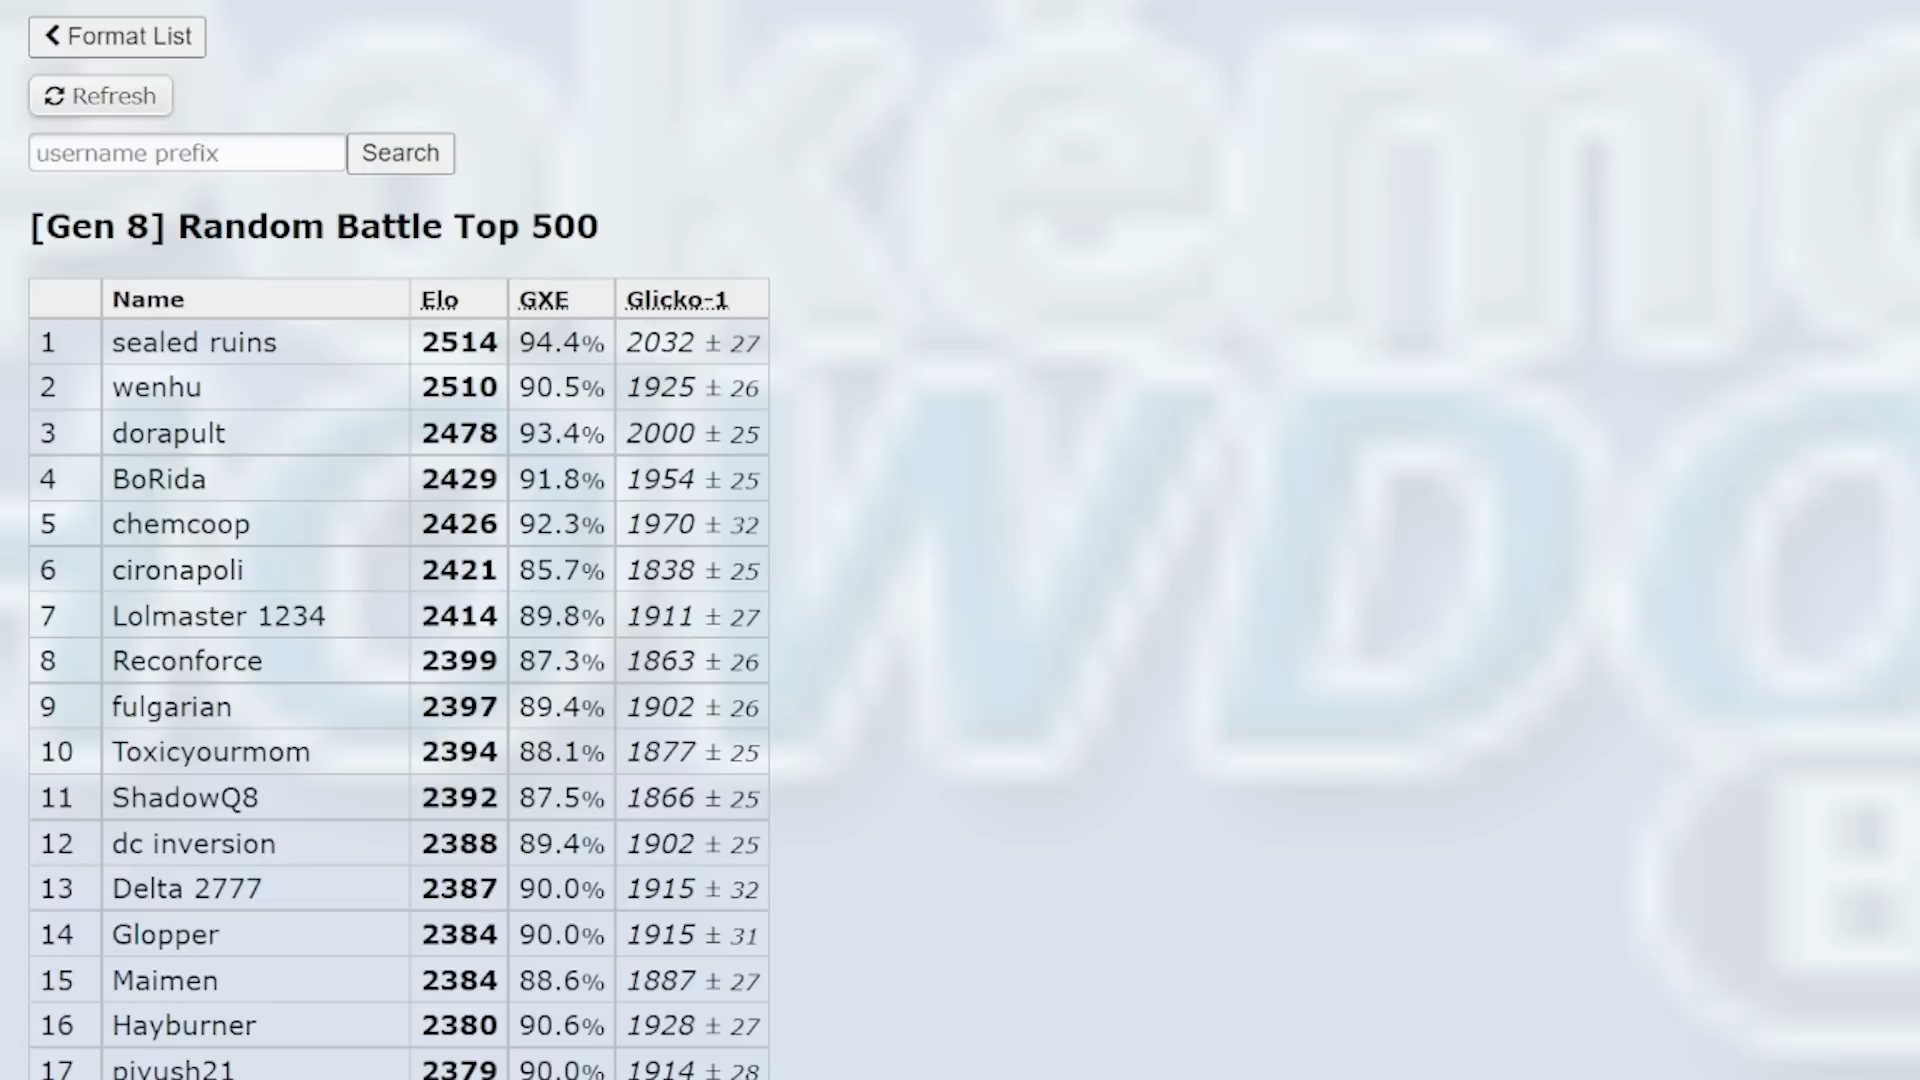 Format List
Refresh
username prefix Search
[Gen 8] Random Battle Top 500
Name Elo GXE Glicko-1
1 sealed ruins 2514 94.4% 2032 ± 27
2 wenhu 2510 90.5% 1925 ± 26
3 dorapult 2478 93.4% 2000 ± 25
4 BoRida 2429 91.8% 1954 ± 25
5 chemcoop 2426 92.3% 1970 ± 32
6 cironapoli 2421 85.7% 1838 ± 25
7 Lolmaster 1234 2414 89.8% 1911 ± 27
8 Reconforce 2399 87.3% 1863 ± 26
9 fulgarian 2397 89.4% 1902 ± 26
10 Toxicyourmom 2394 88.1% 1877 ± 25
11 ShadowQ8 2392 87.5% 1866 ± 25
12 dc inversion 2388 89.4% 1902 ± 25
13 Delta 2777 2387 90.0% 1915 ± 32
14 Glopper 2384 90.0% 1915 ± 31
15 Maimen 2384 88.6% 1887 ± 27
16 Hayburner 2380 90.6% 1928 ± 27
17 piyush21 2379 90.0% 1914 ± 28